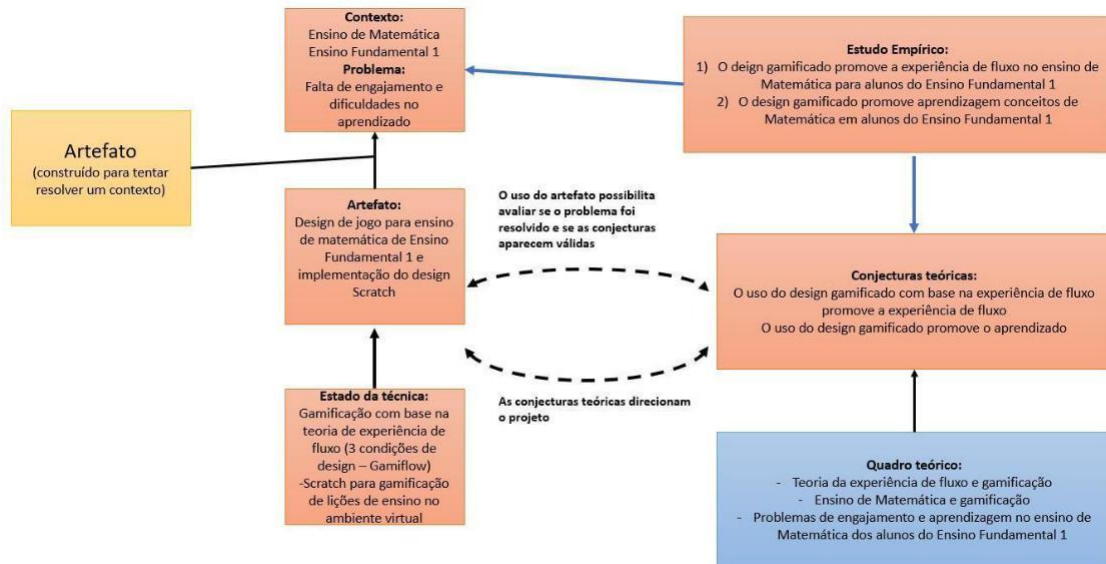 Contexto:
Ensino de Matemática
Ensino Fundamental 1
Problema:
Falta de engajamento e
dificuldades no
aprendizado
Estudo Empírico:
1) O deign gamificado promove a experiência de fluxo no ensino de
Matemática para alunos do Ensino Fundamental 1
2) O design gamificado promove aprendizagem conceitos de
Matemática em alunos do Ensino Fundamental 1
Artefato
(construído para tentar
resolver um contexto)
Artefato:
Design de jogo para ensino
de matemática de Ensino
Fundamental 1 e
implementação do design
Scratch
O uso do artefato possibilita
avaliar se o problema foi
resolvido e se as conjecturas
aparecem válidas
Conjecturas teóricas:
O uso do design gamificado com base na experiência de fluxo
promove a experiência de fluxo
O uso do design gamificado promove o aprendizado
As conjecturas teóricas direcionam
o projeto
Estado da técnica:
Gamificação com base na
teoria de experiência de
fluxo (3 condições de
design – Gamiflow)
-Scratch para gamificação
de lições de ensino no
ambiente virtual
Quadro teórico:
- Teoria da experiência de fluxo e gamificação
- Ensino de Matemática e gamificação
- Problemas de engajamento e aprendizagem no ensino de
Matemática dos alunos do Ensino Fundamental 1